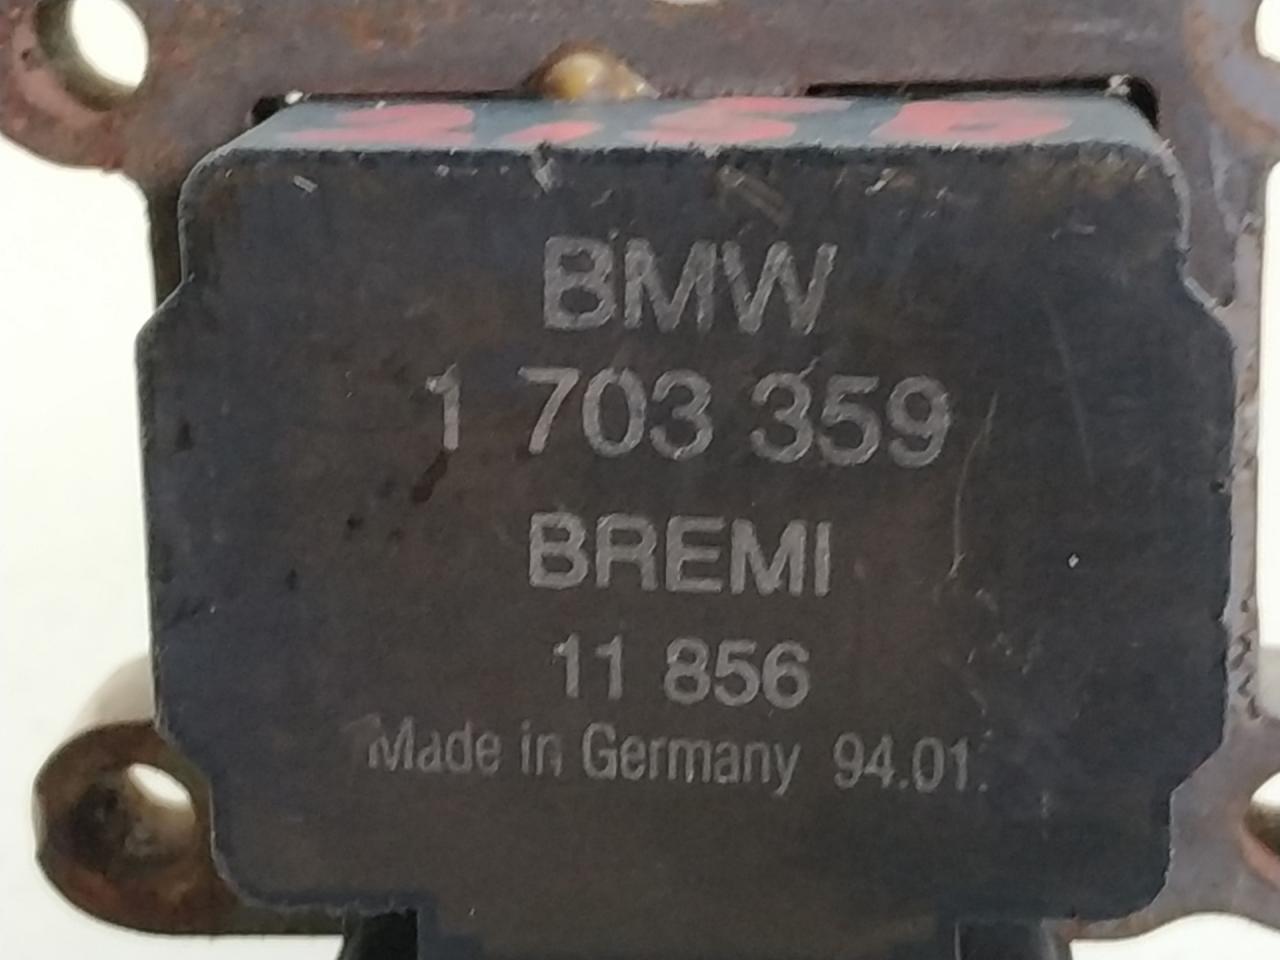 BMW
1 703 359
BREMI
11 856
Made in Germany 94.01.